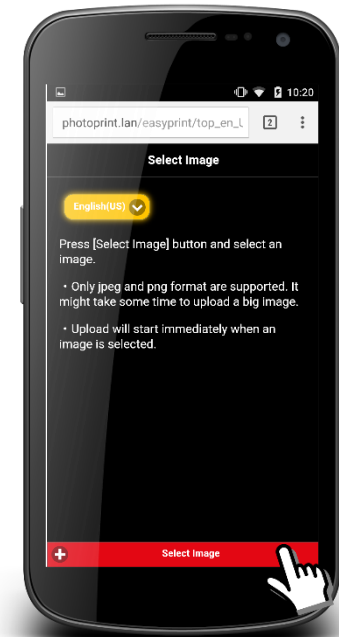 10:20
photoprint.lan/easyprint/top_en_U
2
Select Image
English(US)
Press [Select Image] button and select an
image.
・Only jpeg and png format are supported. It
might take some time to upload a big image.
・Upload will start immediately when an
image is selected.
Select Image